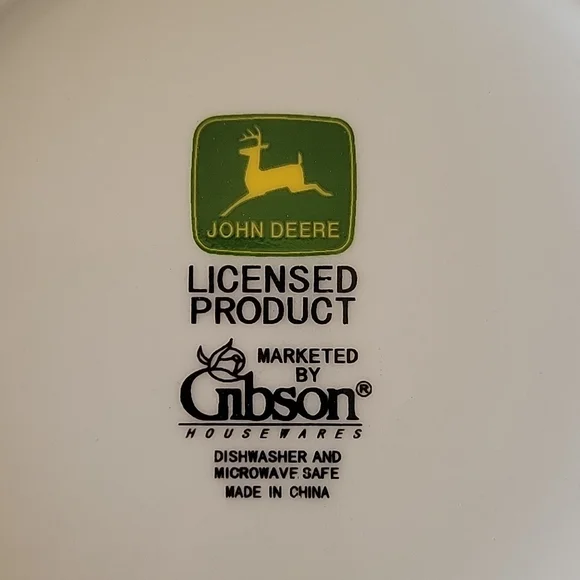 JOHN DEERE
LICENSED
PRODUCT
MARKETED
BY
Gibson®
HOUSEWARES
DISHWASHER AND
MICROWAVE SAFE
MADE IN CHINA